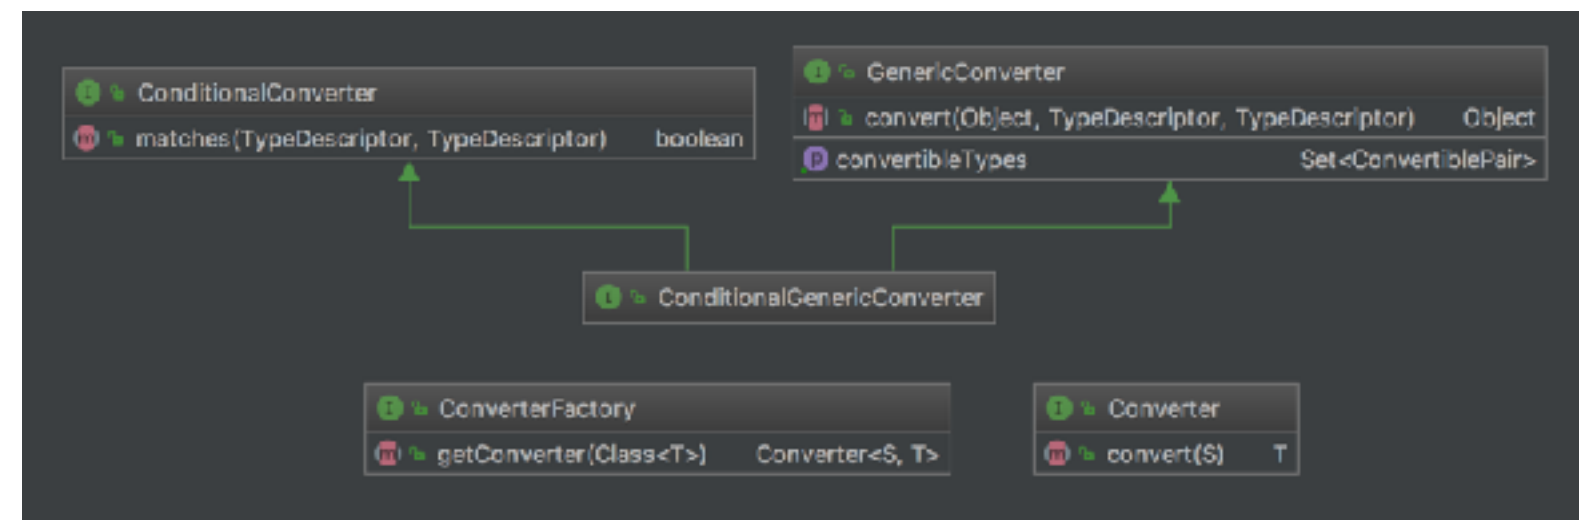 ConditionalConverter
matches(TypeDescriptor, TypeDescriptor) boolean
GenericConverter
convert(Object, TypeDescriptor, TypeDescriptor) Object
convertibleTypes Set<ConvertiblePair>
ConditionalGenericConverter
ConverterFactory
getConverter(Class<T>) Converter<S, T>
Converter
convert(S) T